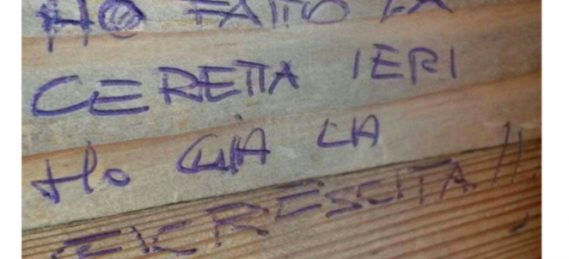 HO FATTO LA
CERETTA IERI
HO GIÀ LA
RICRESCITA !!